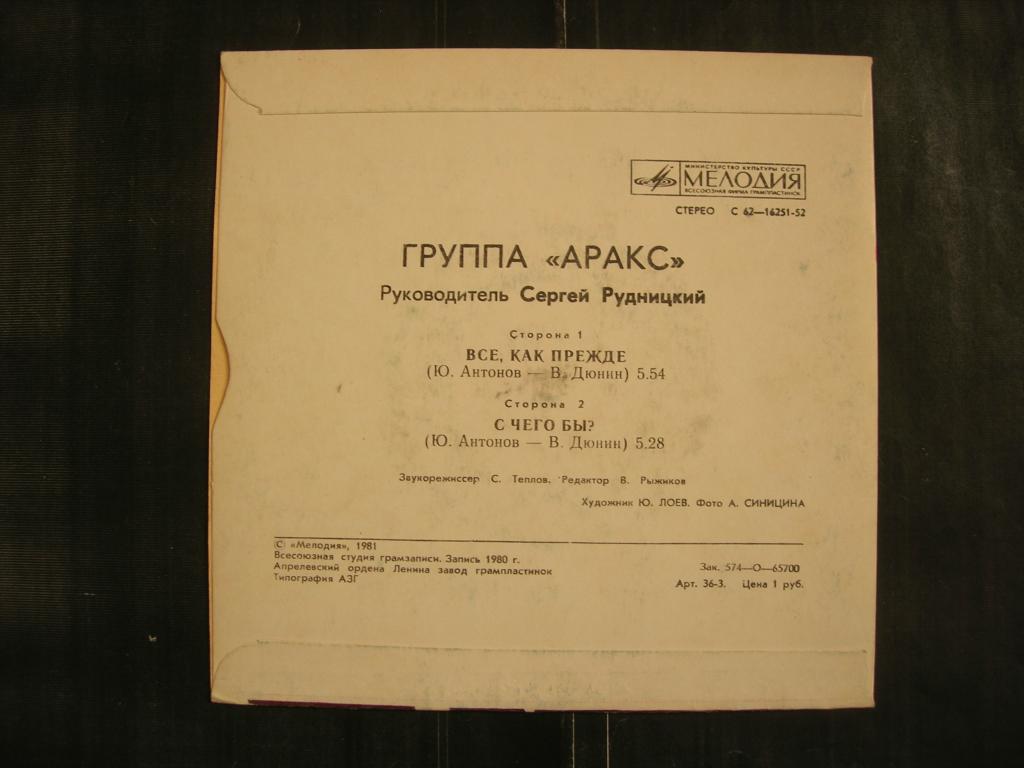 МИНИСТЕРСТВО КУЛЬТУРЫ СССР
МЕЛОДИЯ
ВСЕСОЮЗНАЯ ФИРМА ГРАМПЛАСТИНОК
СТЕРЕО С 62—16251-52
ГРУППА «АРАКС»
Руководитель Сергей Рудницкий
Сторона 1
ВСЕ, КАК ПРЕЖДЕ
(Ю. Антонов — В. Дюнин) 5.54
Сторона 2
С ЧЕГО БЫ?
(Ю. Антонов — В. Дюнин) 5.28
Звукорежиссер С. Теплов. Редактор В. Рыжиков
Художник Ю. ЛОЕВ. Фото А. СИНИЦИНА
© «Мелодия», 1981
Всесоюзная студия грамзаписи. Запись 1980 г.
Апрелевский ордена Ленина завод грампластинок
Типография АЗГ
Зак. 574—О—65700
Арт. 36-3. Цена 1 руб.